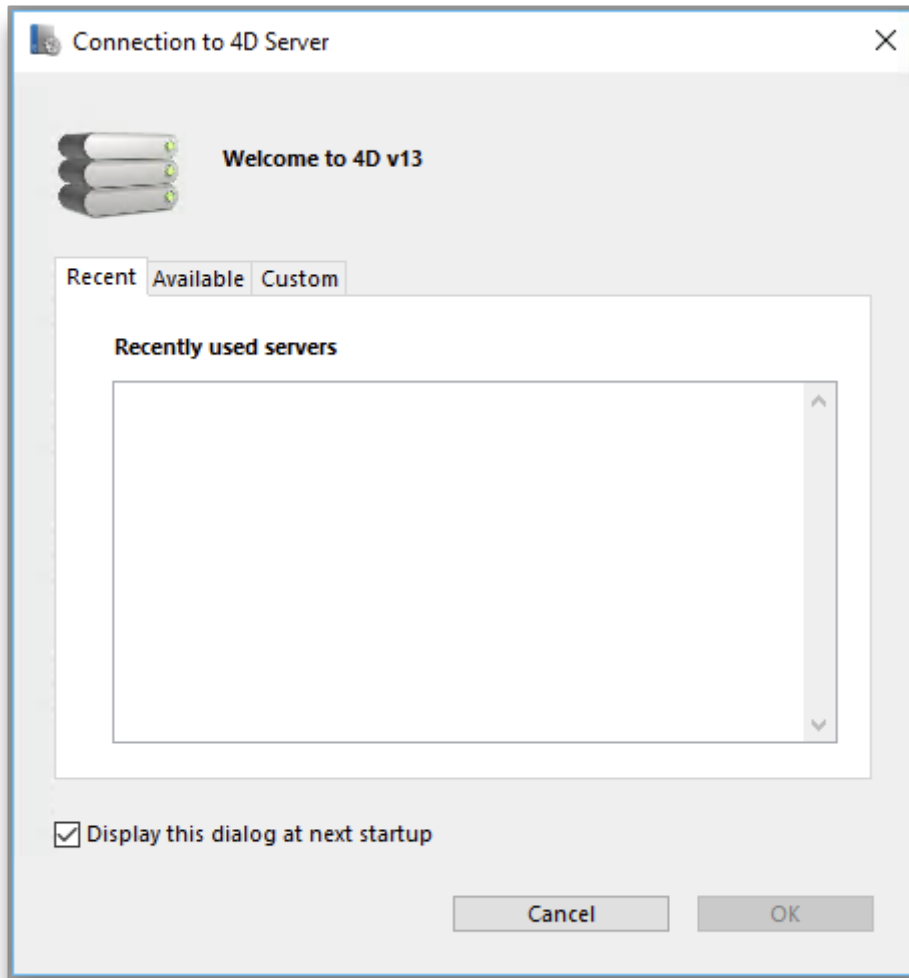 Connection to 4D Server
Welcome to 4D v13
Recent Available Custom
Recently used servers
Display this dialog at next startup
Cancel OK